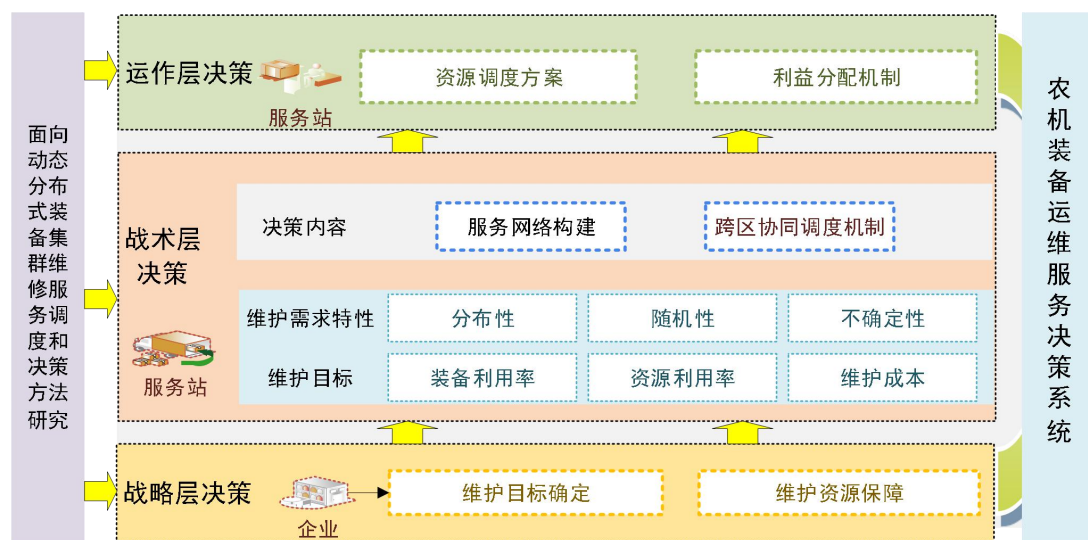 面向
动态
分布
式装
备集
群维
修服
务调
度和
决策
方法
研究
运作层决策
服务站
资源调度方案
利益分配机制
战术层
决策
服务站
决策内容
服务网络构建
跨区协同调度机制
维护需求特性
分布性
随机性
不确定性
维护目标
装备利用率
资源利用率
维护成本
战略层决策
企业
维护目标确定
维护资源保障
农机装备运维服务决策系统